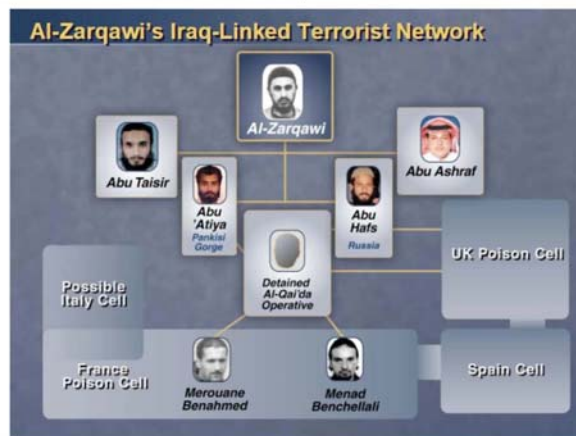 Al-Zarqawi's Iraq-Linked Terrorist Network
Al-Zarqawi
Abu Taisir
Abu Ashraf
Abu
'Atiya
Pankisi
Gorge
Abu
Hafs
Russia
Detained
Al-Qai'da
Operative
UK Poison Cell
Possible
Italy Cell
France
Poison Cell
Merouane
Benahmed
Menad
Benchellali
Spain Cell